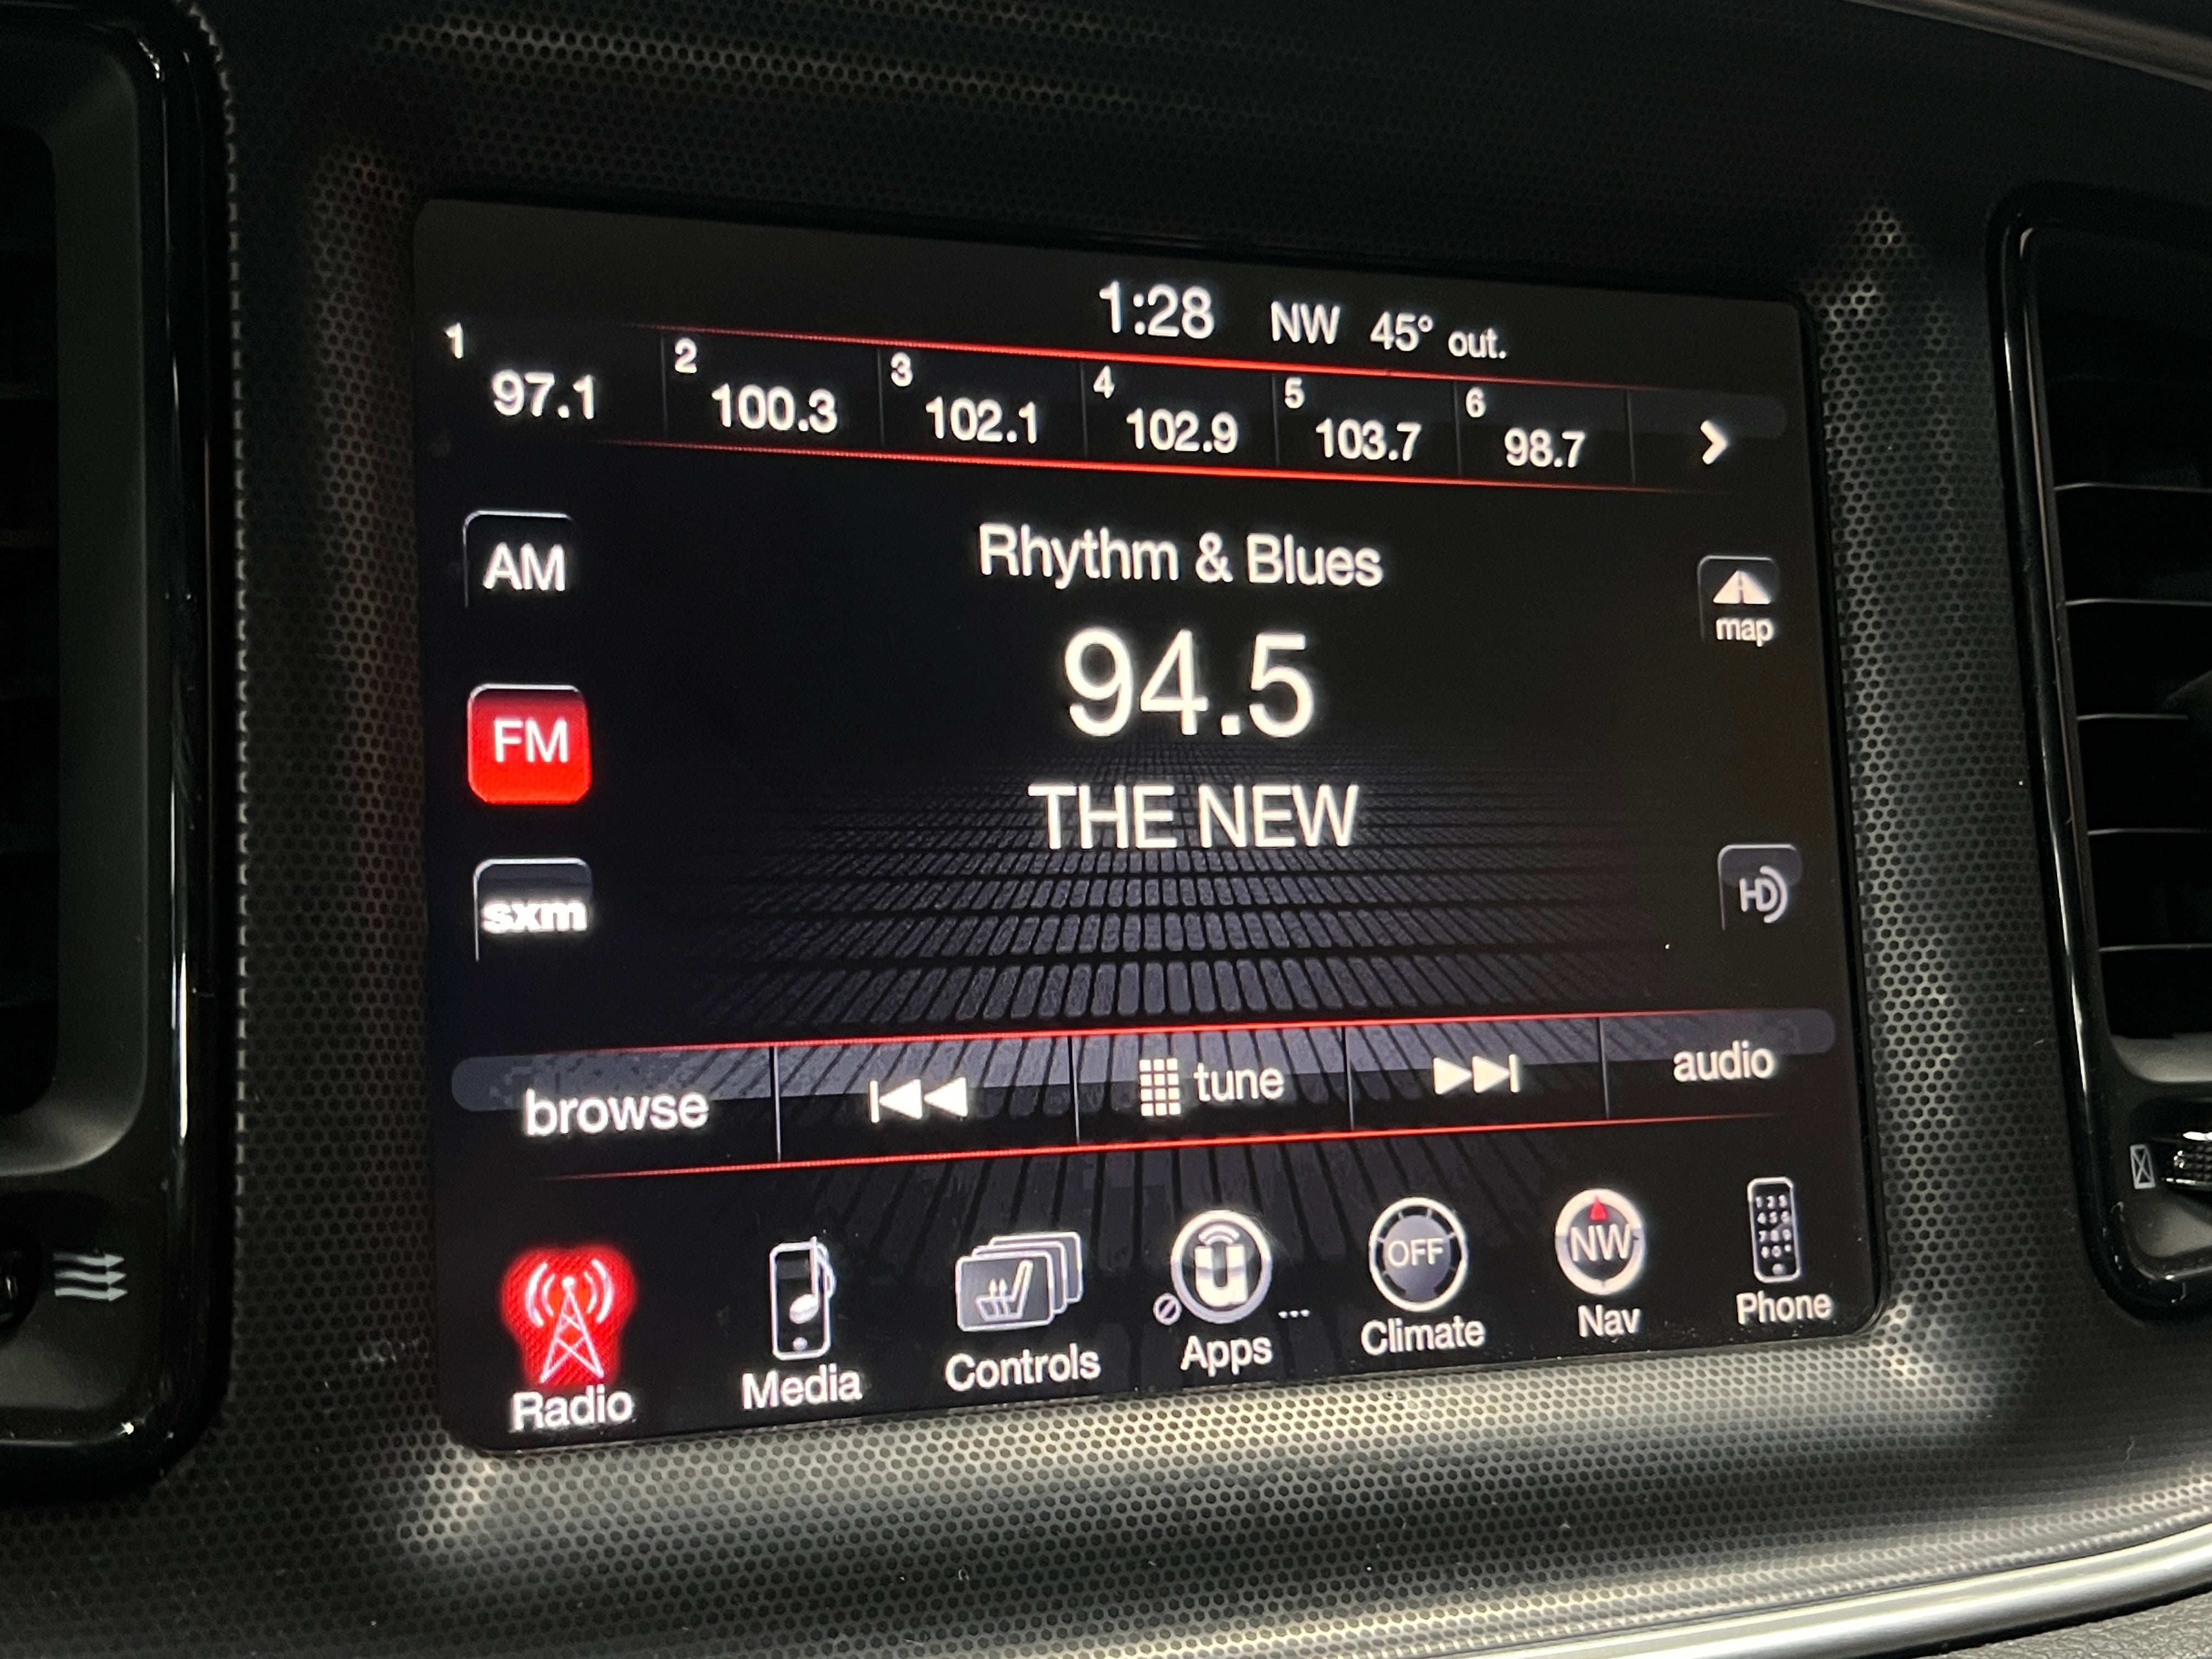 1:28 NW 45° out.
1 97.1 2 100.3 3 102.1 4 102.9 5 103.7 6 98.7
AM
Rhythm & Blues
map
FM
94.5
THE NEW
sxm
HD
browse tune audio
u OFF NW
Radio Media Controls Apps ... Climate Nav Phone